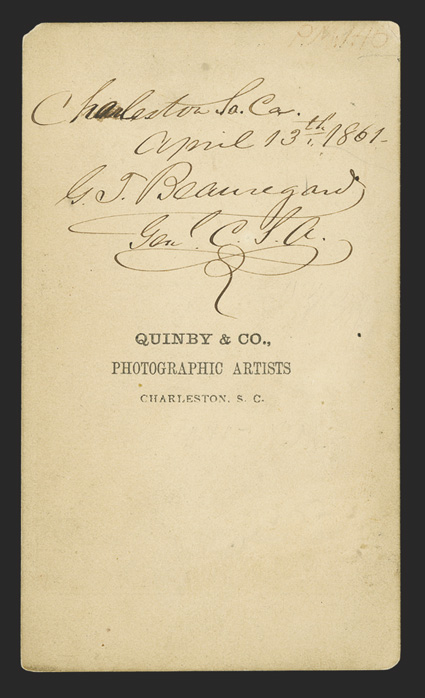 Charleston So. Ca.
April 13th, 1861-
G. T. Beauregard
Genl. C. S. A.
QUINBY & CO.,
PHOTOGRAPHIC ARTISTS
CHARLESTON, S. C.